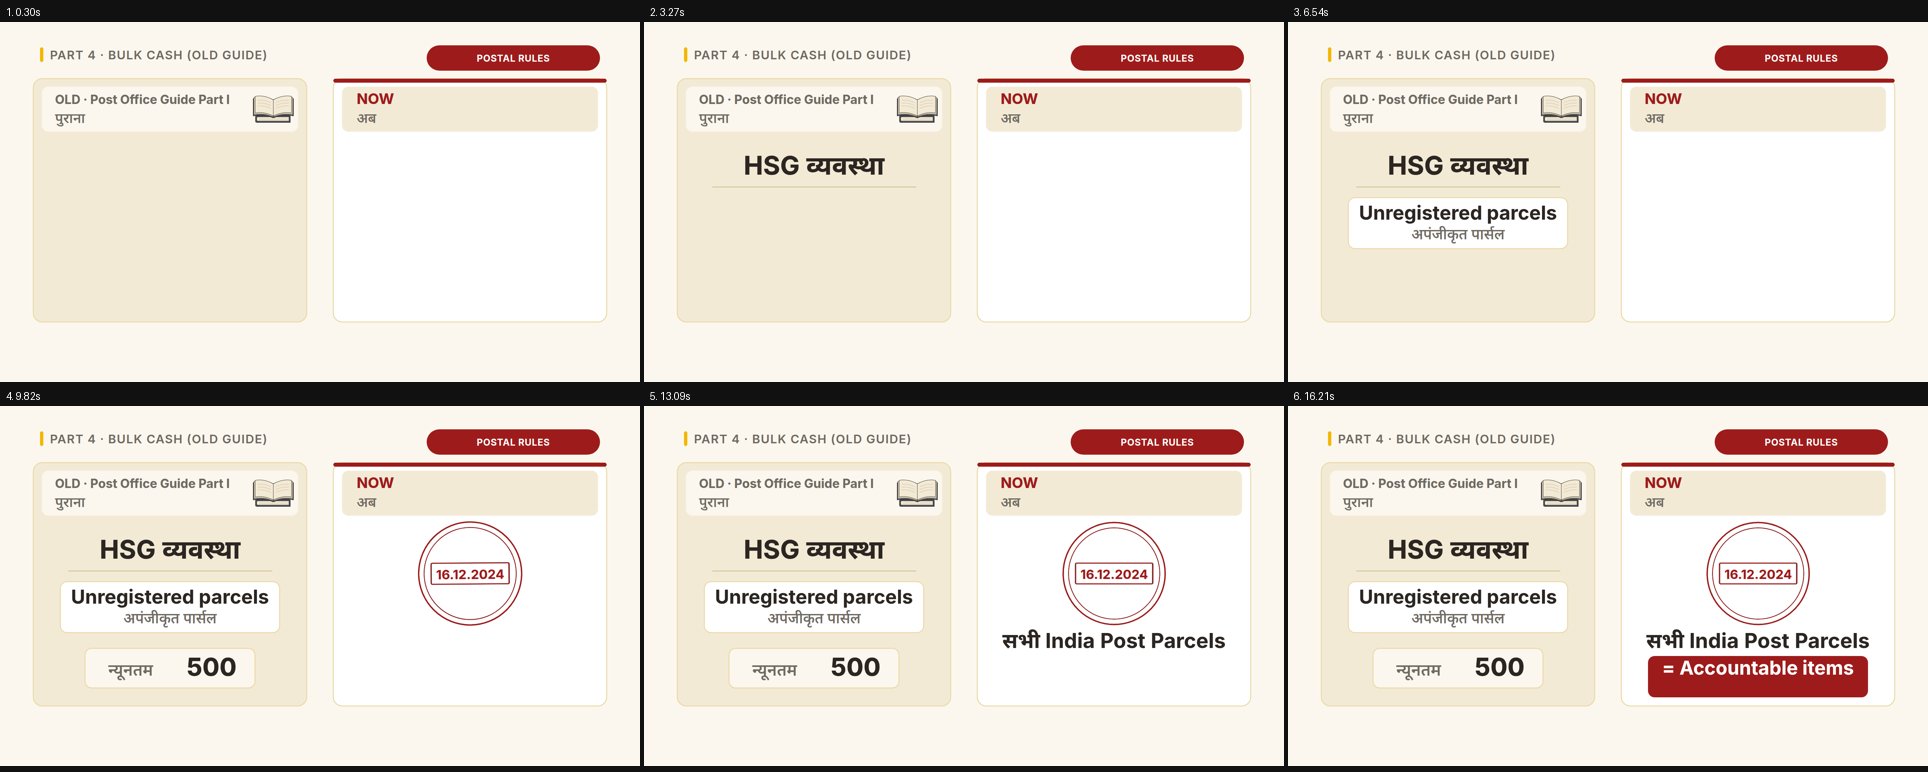 1. 0.30s
PART 4 · BULK CASH (OLD GUIDE)
POSTAL RULES
OLD · Post Office Guide Part I
पुराना
NOW
अब
2. 3.27s
PART 4 · BULK CASH (OLD GUIDE)
POSTAL RULES
OLD · Post Office Guide Part I
पुराना
NOW
अब
HSG व्यवस्था
3. 6.54s
PART 4 · BULK CASH (OLD GUIDE)
POSTAL RULES
OLD · Post Office Guide Part I
पुराना
NOW
अब
HSG व्यवस्था
Unregistered parcels
अपंजीकृत पार्सल
4. 9.82s
PART 4 · BULK CASH (OLD GUIDE)
POSTAL RULES
OLD · Post Office Guide Part I
पुराना
HSG व्यवस्था
Unregistered parcels
अपंजीकृत पार्सल
न्यूनतम 500
NOW
अब
16.12.2024
5. 13.09s
PART 4 · BULK CASH (OLD GUIDE)
POSTAL RULES
OLD · Post Office Guide Part I
पुराना
HSG व्यवस्था
Unregistered parcels
अपंजीकृत पार्सल
न्यूनतम 500
NOW
अब
16.12.2024
सभी India Post Parcels
6. 16.21s
PART 4 · BULK CASH (OLD GUIDE)
POSTAL RULES
OLD · Post Office Guide Part I
पुराना
HSG व्यवस्था
Unregistered parcels
अपंजीकृत पार्सल
न्यूनतम 500
NOW
अब
16.12.2024
सभी India Post Parcels
= Accountable items